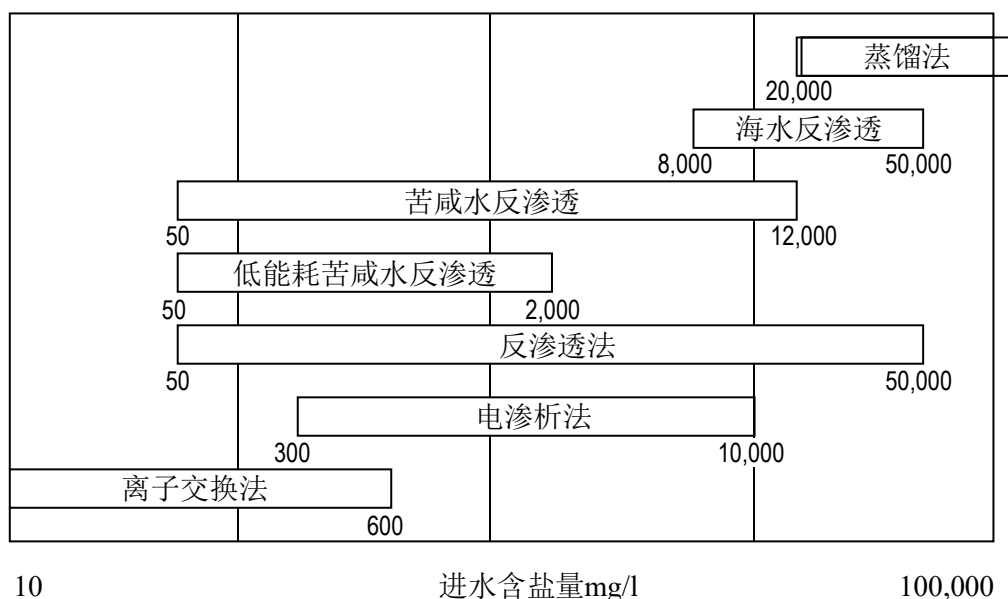 蒸馏法
20,000
海水反渗透
8,000 50,000
苦咸水反渗透
50 12,000
低能耗苦咸水反渗透
50 2,000
反渗透法
50 50,000
电渗析法
300 10,000
离子交换法
600
10 进水含盐量mg/l 100,000